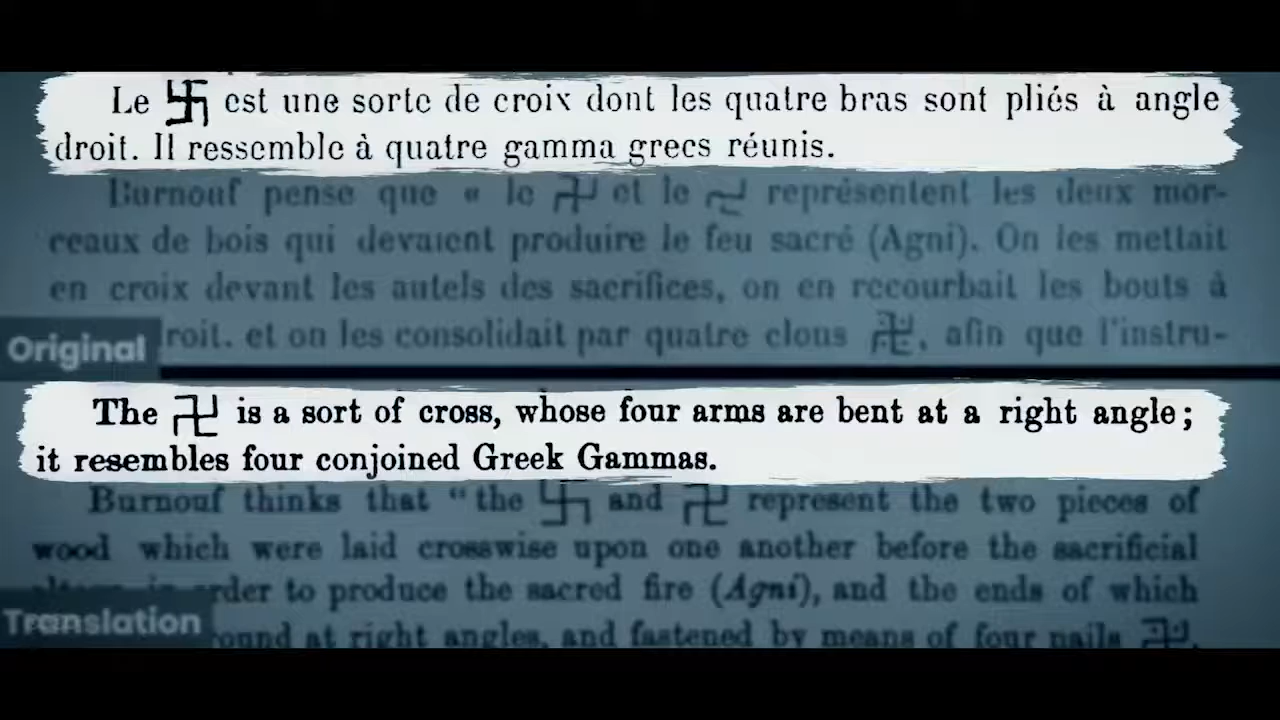 Le 卐 est une sorte de croix dont les quatre bras sont pliés à angle
droit. Il ressemble à quatre gamma grecs réunis.
Burnouf pense que « le 卍 et le 卍 représentent les deux mor-
ceaux de bois qui devaient produire le feu sacré (Agni). On les mettait
en croix devant les autels des sacrifices, on en recourbait les bouts à
roit. et on les consolidait par quatre clous 卍, afin que l'instru-
Original
The 卍 is a sort of cross, whose four arms are bent at a right angle;
it resembles four conjoined Greek Gammas.
Burnouf thinks that "the 卐 and 卍 represent the two pieces of
wood which were laid crosswise upon one another before the sacrificial
rder to produce the sacred fire (Agni), and the ends of which
Translation
ound at right angles, and fastened by means of four nails 卍,